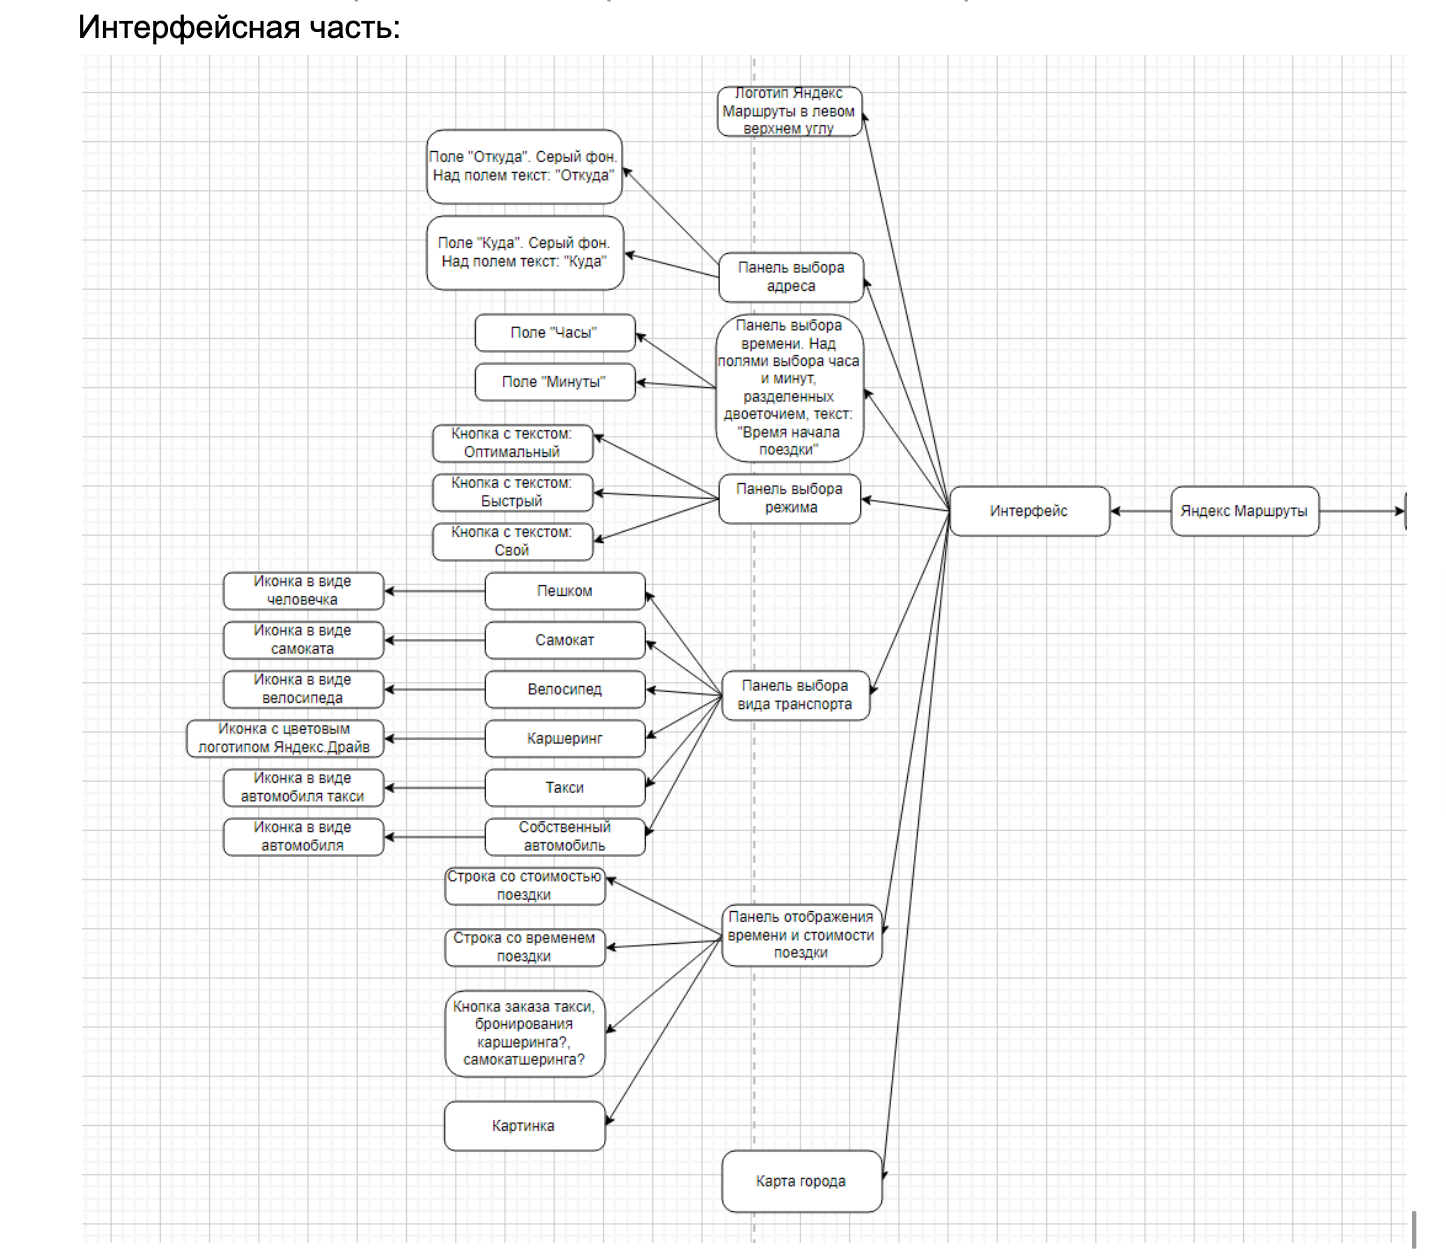 Интерфейсная часть:
Логотип Яндекс
Маршруты в левом
верхнем углу
Поле "Откуда". Серый фон.
Над полем текст: "Откуда"
Поле "Куда". Серый фон.
Над полем текст: "Куда"
Панель выбора
адреса
Поле "Часы"
Поле "Минуты"
Панель выбора
времени. Над
полями выбора часа
и минут,
разделенных
двоеточием, текст:
"Время начала
поездки"
Кнопка с текстом:
Оптимальный
Кнопка с текстом:
Быстрый
Кнопка с текстом:
Свой
Панель выбора
режима
Интерфейс
Яндекс Маршруты
Иконка в виде
человечка
Пешком
Иконка в виде
самоката
Самокат
Иконка в виде
велосипеда
Велосипед
Иконка с цветовым
логотипом Яндекс.Драйв
Каршеринг
Иконка в виде
автомобиля такси
Такси
Иконка в виде
автомобиля
Собственный
автомобиль
Панель выбора
вида транспорта
Строка со стоимостью
поездки
Строка со временем
поездки
Кнопка заказа такси,
бронирования
каршеринга?,
самокатшеринга?
Картинка
Панель отображения
времени и стоимости
поездки
Карта города